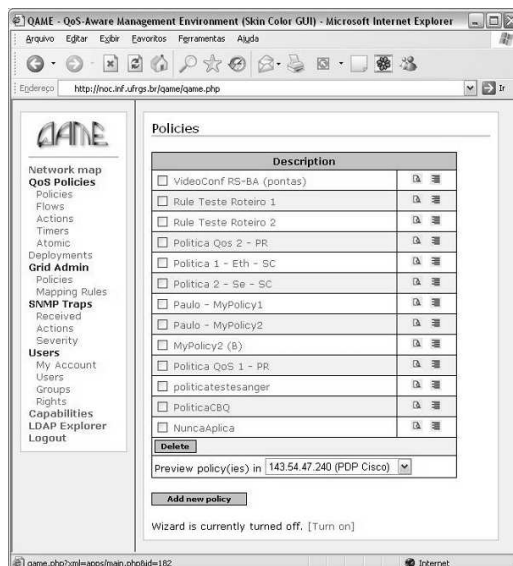 QAME - QoS-Aware Management Environment (Skin Color GUI) - Microsoft Internet Explorer
Arquivo Editar Exibir Favoritos Ferramentas Ajuda
Endereço http://noc.inf.ufrgs.br/qame/qame.php Ir
QAME
Network map
QoS Policies
Policies
Flows
Actions
Timers
Atomic
Deployments
Grid Admin
Policies
Mapping Rules
SNMP Traps
Received
Actions
Severity
Users
My Account
Users
Groups
Rights
Capabilities
LDAP Explorer
Logout
Policies
Description
VideoConf RS-BA (pontas)
Rule Teste Roteiro 1
Rule Teste Roteiro 2
Politica Qos 2 - PR
Politica 1 - Eth - SC
Politica 2 - Se - SC
Paulo - MyPolicy1
Paulo - MyPolicy2
MyPolicy2 (B)
Politica QoS 1 - PR
politicatestesanger
PoliticaCBQ
NuncaAplica
Delete
Preview policy(ies) in 143.54.47.240 (PDP Cisco)
Add new policy
Wizard is currently turned off. [Turn on]
qame.php?xml=apps/main.php&id=182 Internet